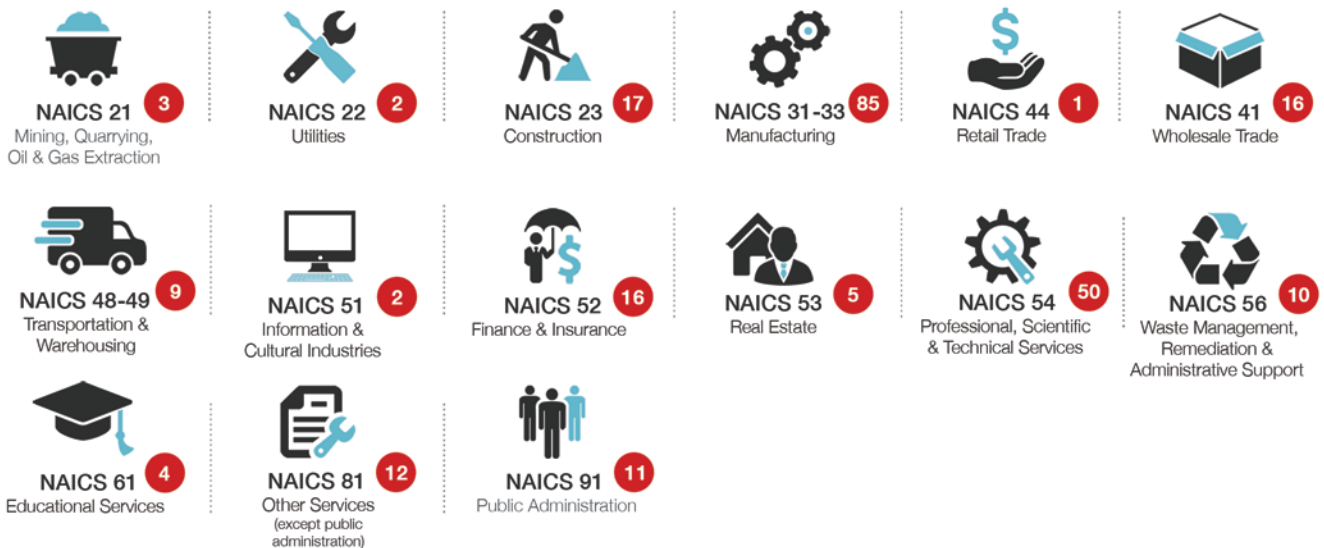 NAICS 21 3
Mining, Quarrying,
Oil & Gas Extraction
NAICS 22 2
Utilities
NAICS 23 17
Construction
NAICS 31-33 85
Manufacturing
$
NAICS 44 1
Retail Trade
NAICS 41 16
Wholesale Trade
NAICS 48-49 9
Transportation &
Warehousing
NAICS 51 2
Information &
Cultural Industries
$
NAICS 52 16
Finance & Insurance
NAICS 53 5
Real Estate
NAICS 54 50
Professional, Scientific
& Technical Services
NAICS 56 10
Waste Management,
Remediation &
Administrative Support
NAICS 61 4
Educational Services
NAICS 81 12
Other Services
(except public
administration)
NAICS 91 11
Public Administration